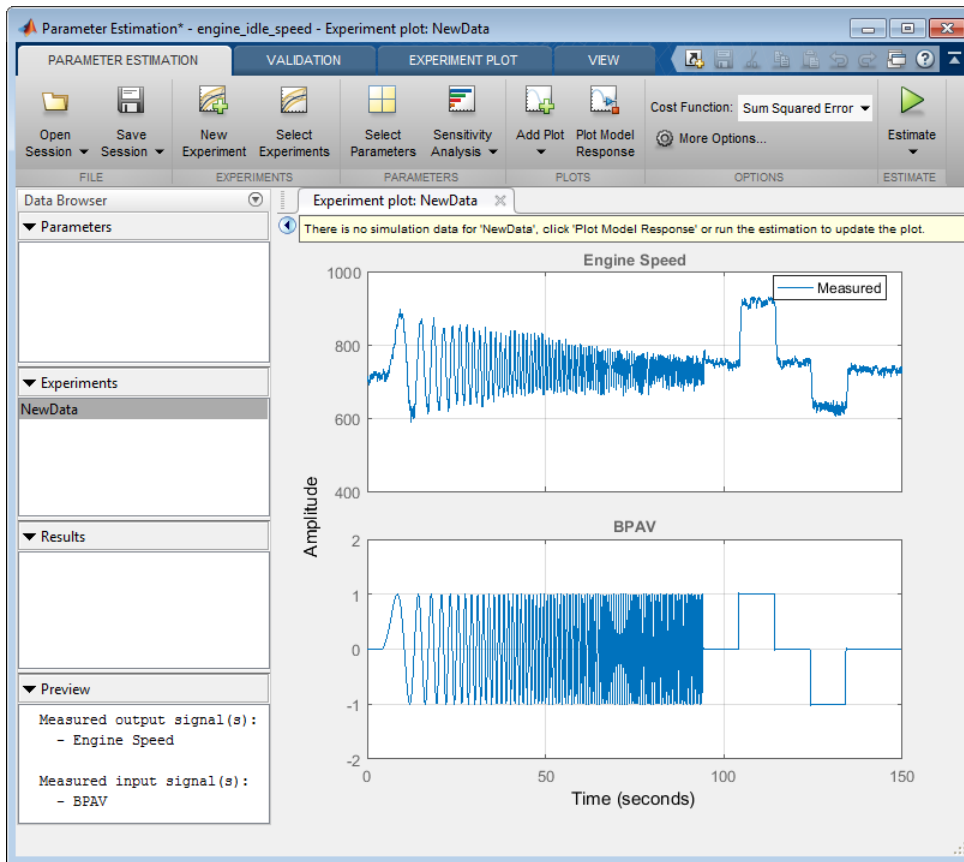 Parameter Estimation* - engine_idle_speed - Experiment plot: NewData
PARAMETER ESTIMATION VALIDATION EXPERIMENT PLOT VIEW
Open Session
Save Session
New Experiment
Select Experiments
Select Parameters
Sensitivity Analysis
Add Plot
Plot Model Response
Cost Function: Sum Squared Error
More Options...
Estimate
FILE EXPERIMENTS PARAMETERS PLOTS OPTIONS ESTIMATE
Data Browser
Parameters
Experiments
NewData
Results
Preview
Measured output signal(s):
- Engine Speed
Measured input signal(s):
- BPAV
Experiment plot: NewData
There is no simulation data for 'NewData', click 'Plot Model Response' or run the estimation to update the plot.
Engine Speed
Measured
1000
800
600
400
Amplitude
BPAV
2
1
0
-1
-2
0 50 100 150
Time (seconds)